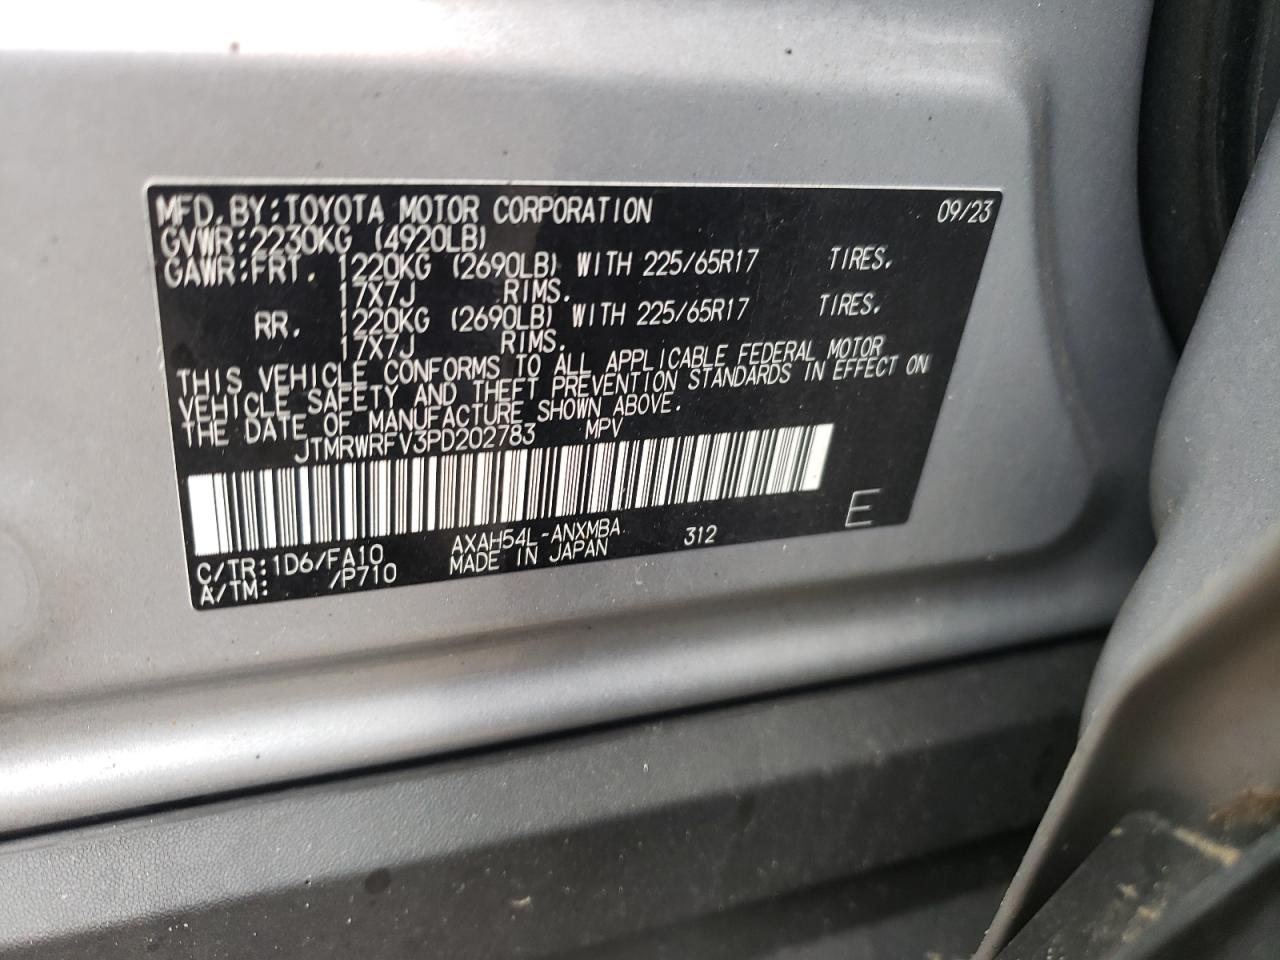 MFD. BY: TOYOTA MOTOR CORPORATION 09/23
GVWR: 2230KG (4920LB)
GAWR: FRT. 1220KG (2690LB) WITH 225/65R17 TIRES.
17X7J RIMS.
RR. 1220KG (2690LB) WITH 225/65R17 TIRES.
17X7J RIMS.
THIS VEHICLE CONFORMS TO ALL APPLICABLE FEDERAL MOTOR
VEHICLE SAFETY AND THEFT PREVENTION STANDARDS IN EFFECT ON
THE DATE OF MANUFACTURE SHOWN ABOVE.
JTMRWRFV3PD202783 MPV
E
C/TR: 1D6/FA10 AXAH54L-ANXMBA 312
A/TM: /P710 MADE IN JAPAN